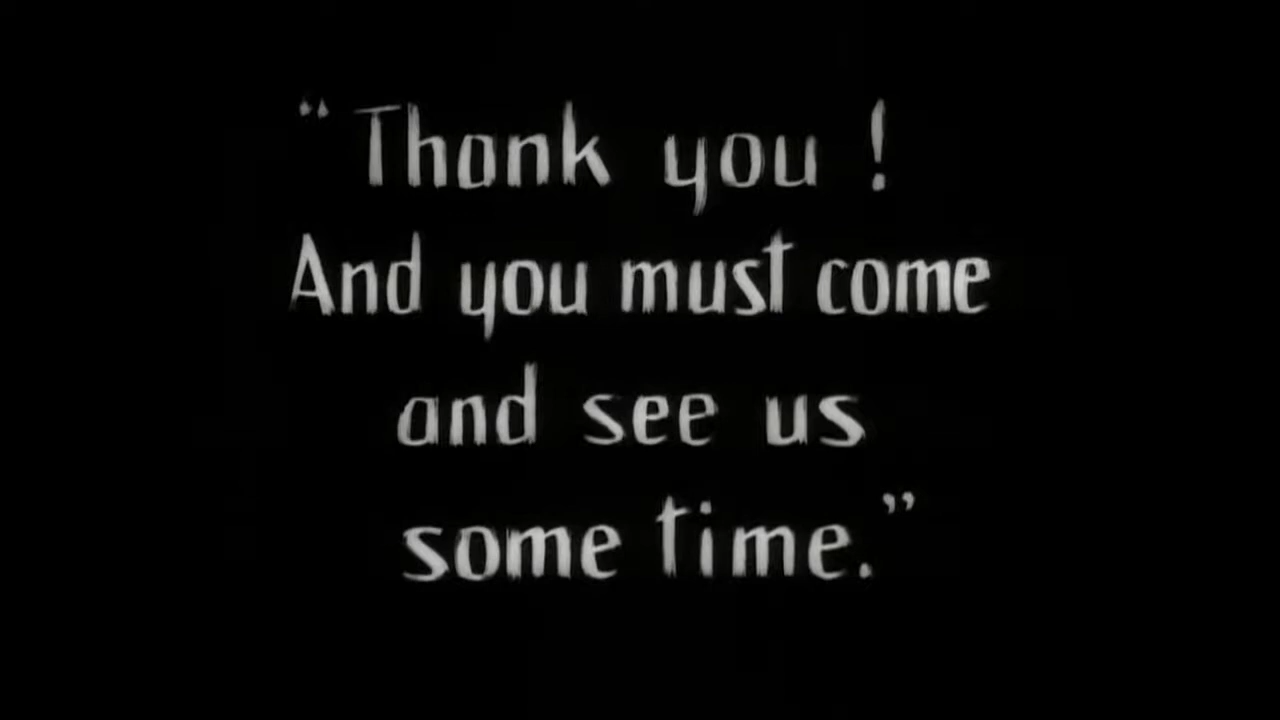 “Thank you !
And you must come
and see us
some time.”